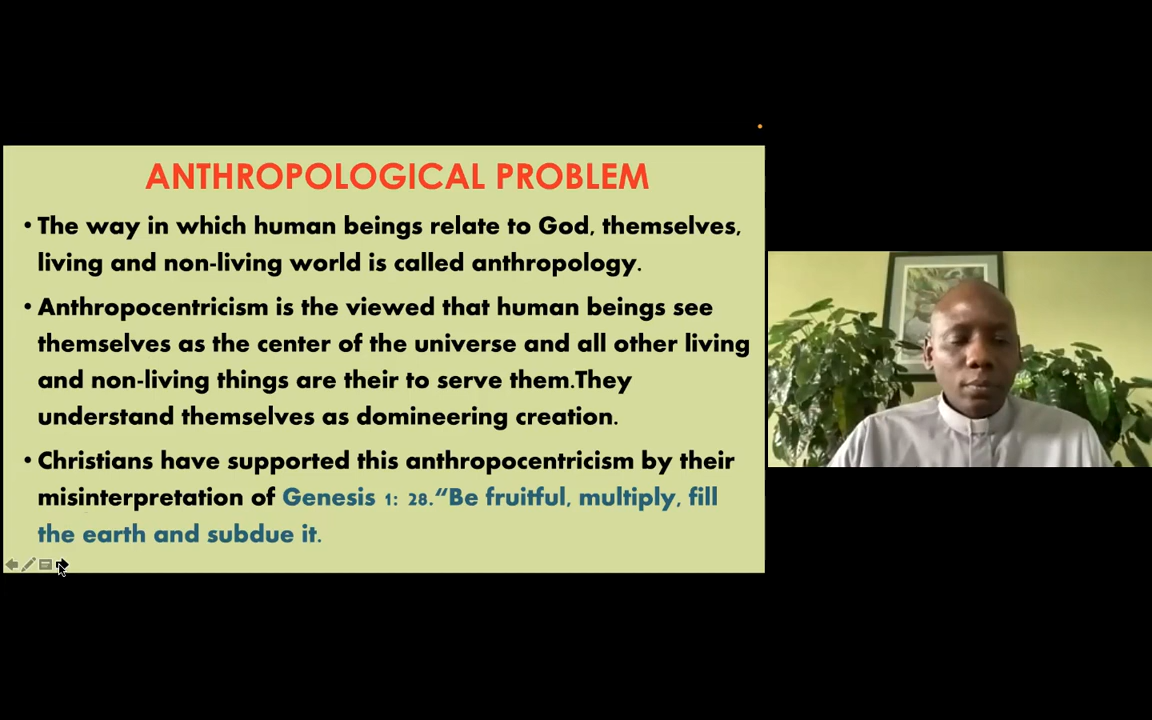 ANTHROPOLOGICAL PROBLEM
• The way in which human beings relate to God, themselves,
living and non-living world is called anthropology.
• Anthropocentricism is the viewed that human beings see
themselves as the center of the universe and all other living
and non-living things are their to serve them.They
understand themselves as domineering creation.
• Christians have supported this anthropocentricism by their
misinterpretation of Genesis 1: 28.“Be fruitful, multiply, fill
the earth and subdue it.